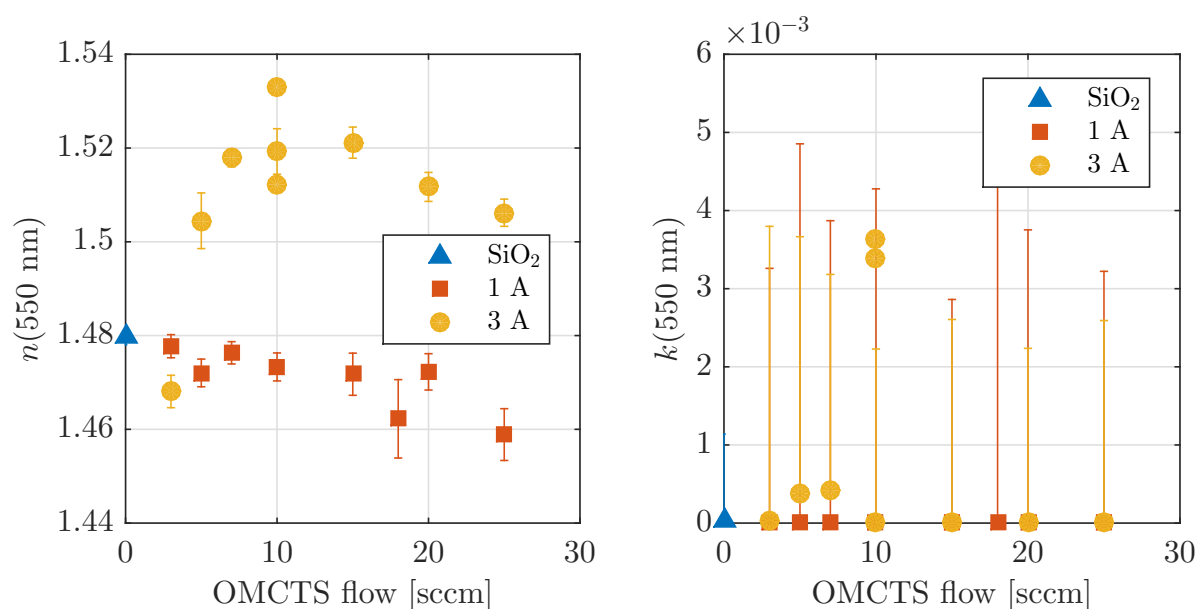 1.54
1.52
1.5
1.48
1.46
1.44
n(550 nm)
SiO₂
1 A
3 A
0 10 20 30
OMCTS flow [sccm]
×10⁻³
6
5
4
3
2
1
0
k(550 nm)
SiO₂
1 A
3 A
0 10 20 30
OMCTS flow [sccm]